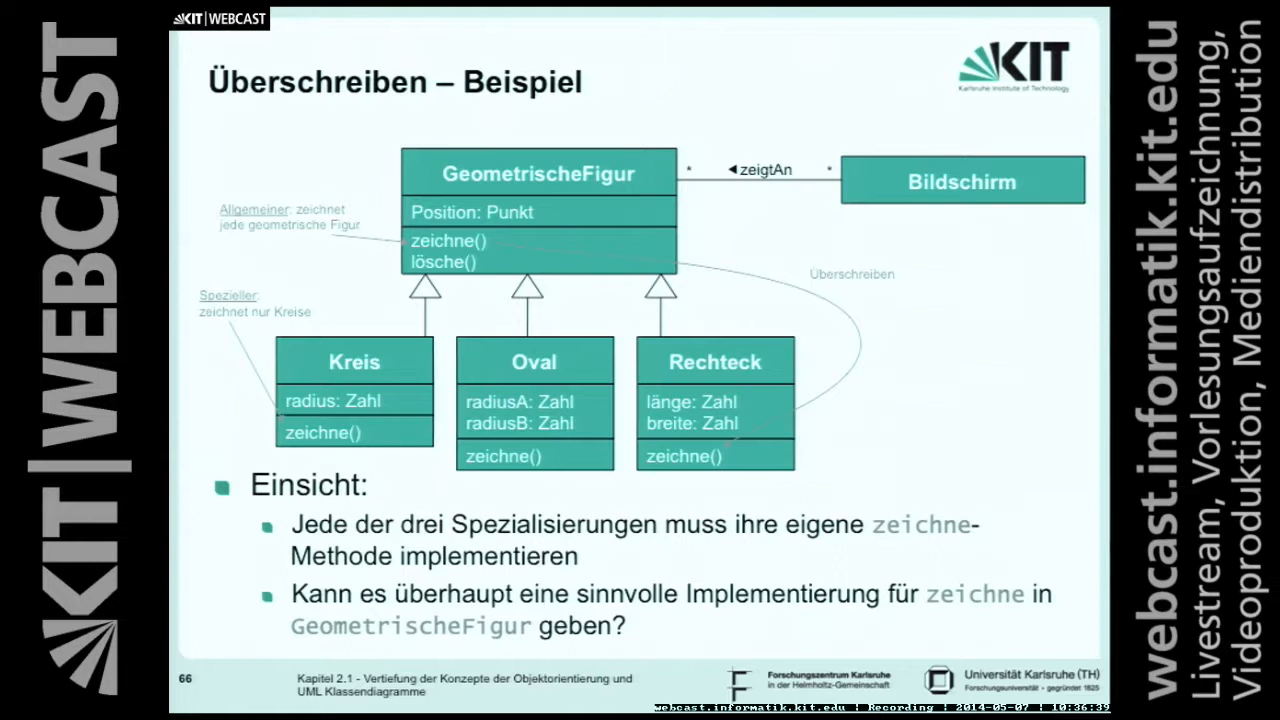 KIT | WEBCAST
KIT | WEBCAST
Überschreiben – Beispiel
KIT
Karlsruhe Institute of Technology
GeometrischeFigur
Position: Punkt
zeichne()
lösche()
* ◄ zeigtAn *
Bildschirm
Allgemeiner: zeichnet
jede geometrische Figur
Überschreiben
Spezieller:
zeichnet nur Kreise
Kreis
radius: Zahl
zeichne()
Oval
radiusA: Zahl
radiusB: Zahl
zeichne()
Rechteck
länge: Zahl
breite: Zahl
zeichne()
Einsicht:
Jede der drei Spezialisierungen muss ihre eigene zeichne-
Methode implementieren
Kann es überhaupt eine sinnvolle Implementierung für zeichne in
GeometrischeFigur geben?
66
Kapitel 2.1 - Vertiefung der Konzepte der Objektorientierung und
UML Klassendiagramme
Forschungszentrum Karlsruhe
in der Helmholtz-Gemeinschaft
Universität Karlsruhe (TH)
Forschungsuniversität - gegründet 1825
webcast.informatik.kit.edu | Recording | 2014-05-07 | 10:36:39
webcast.informatik.kit.edu
Livestream, Vorlesungsaufzeichnung,
Videoproduktion, Mediendistribution